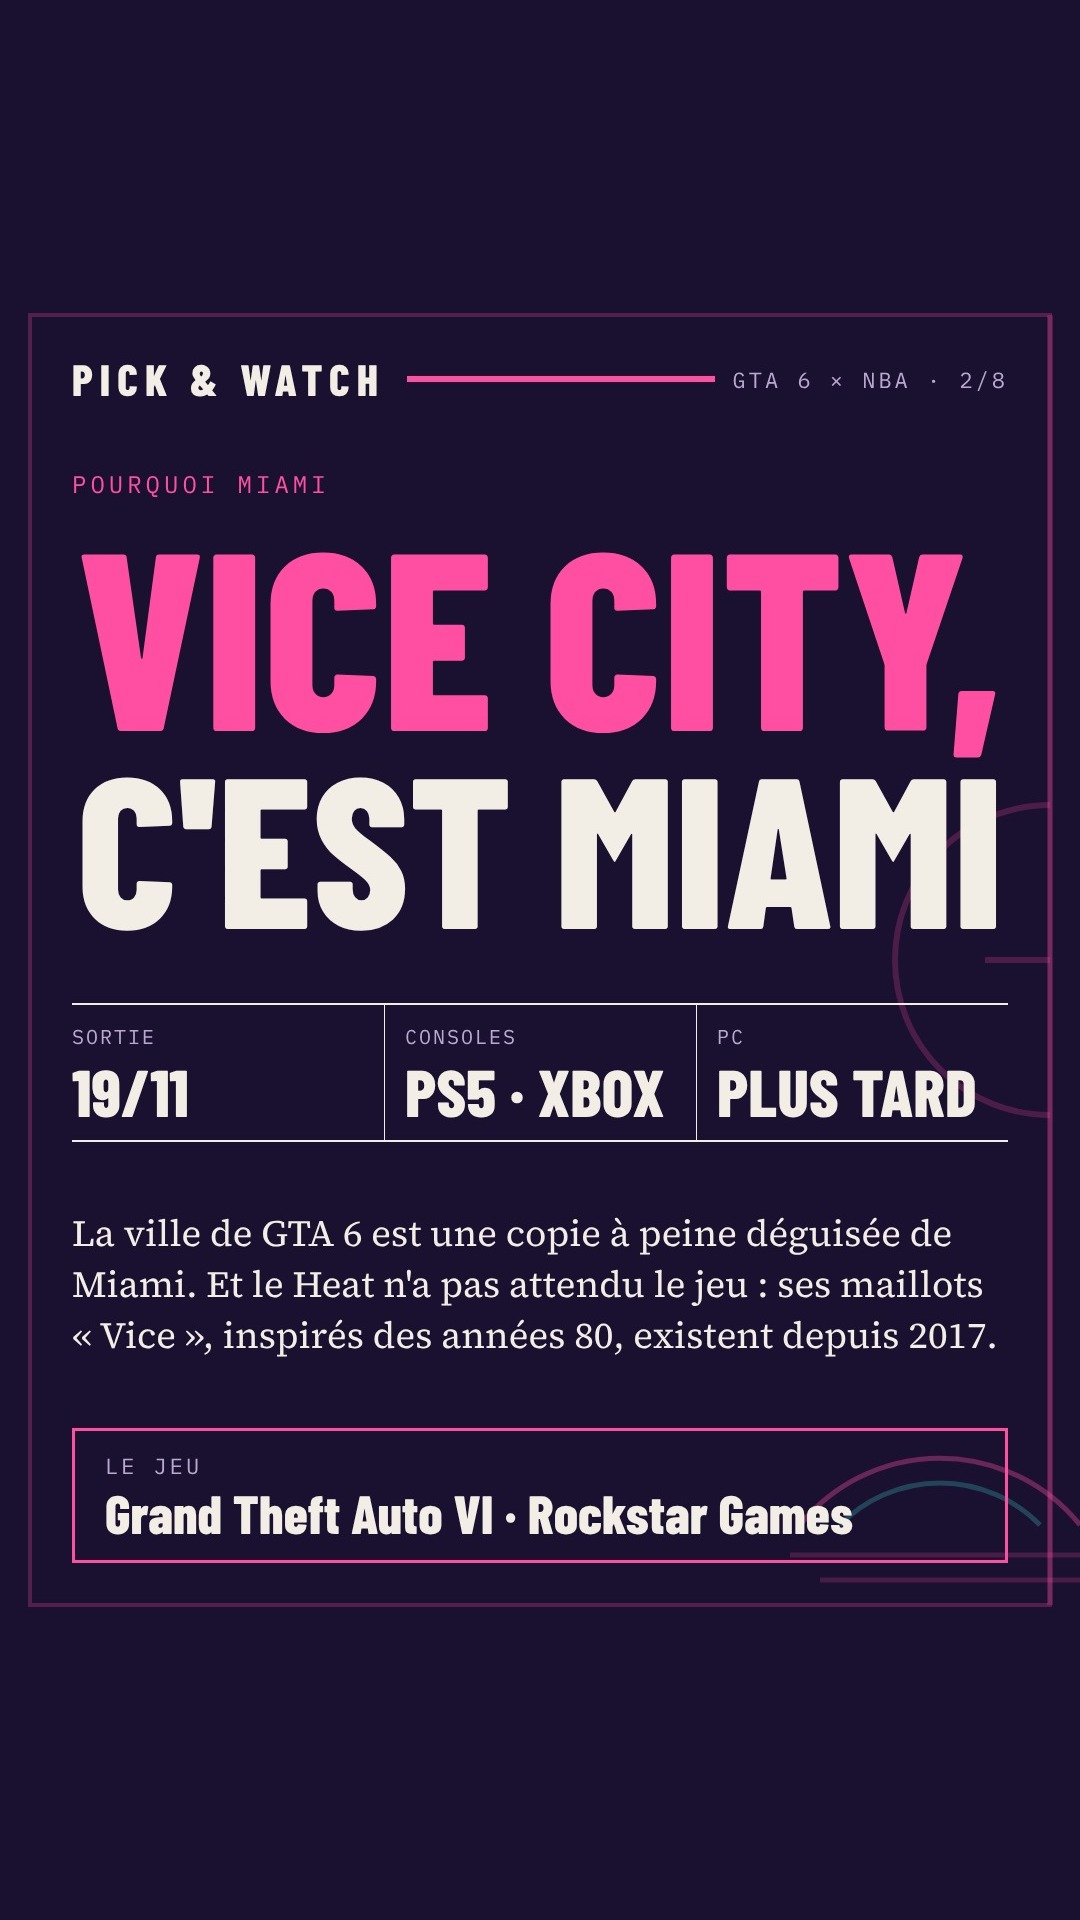 PICK & WATCH
GTA 6 × NBA · 2/8
POURQUOI MIAMI
VICE CITY,
C'EST MIAMI
SORTIE
19/11
CONSOLES
PS5 · XBOX
PC
PLUS TARD
La ville de GTA 6 est une copie à peine déguisée de
Miami. Et le Heat n'a pas attendu le jeu : ses maillots
« Vice », inspirés des années 80, existent depuis 2017.
LE JEU
Grand Theft Auto VI · Rockstar Games